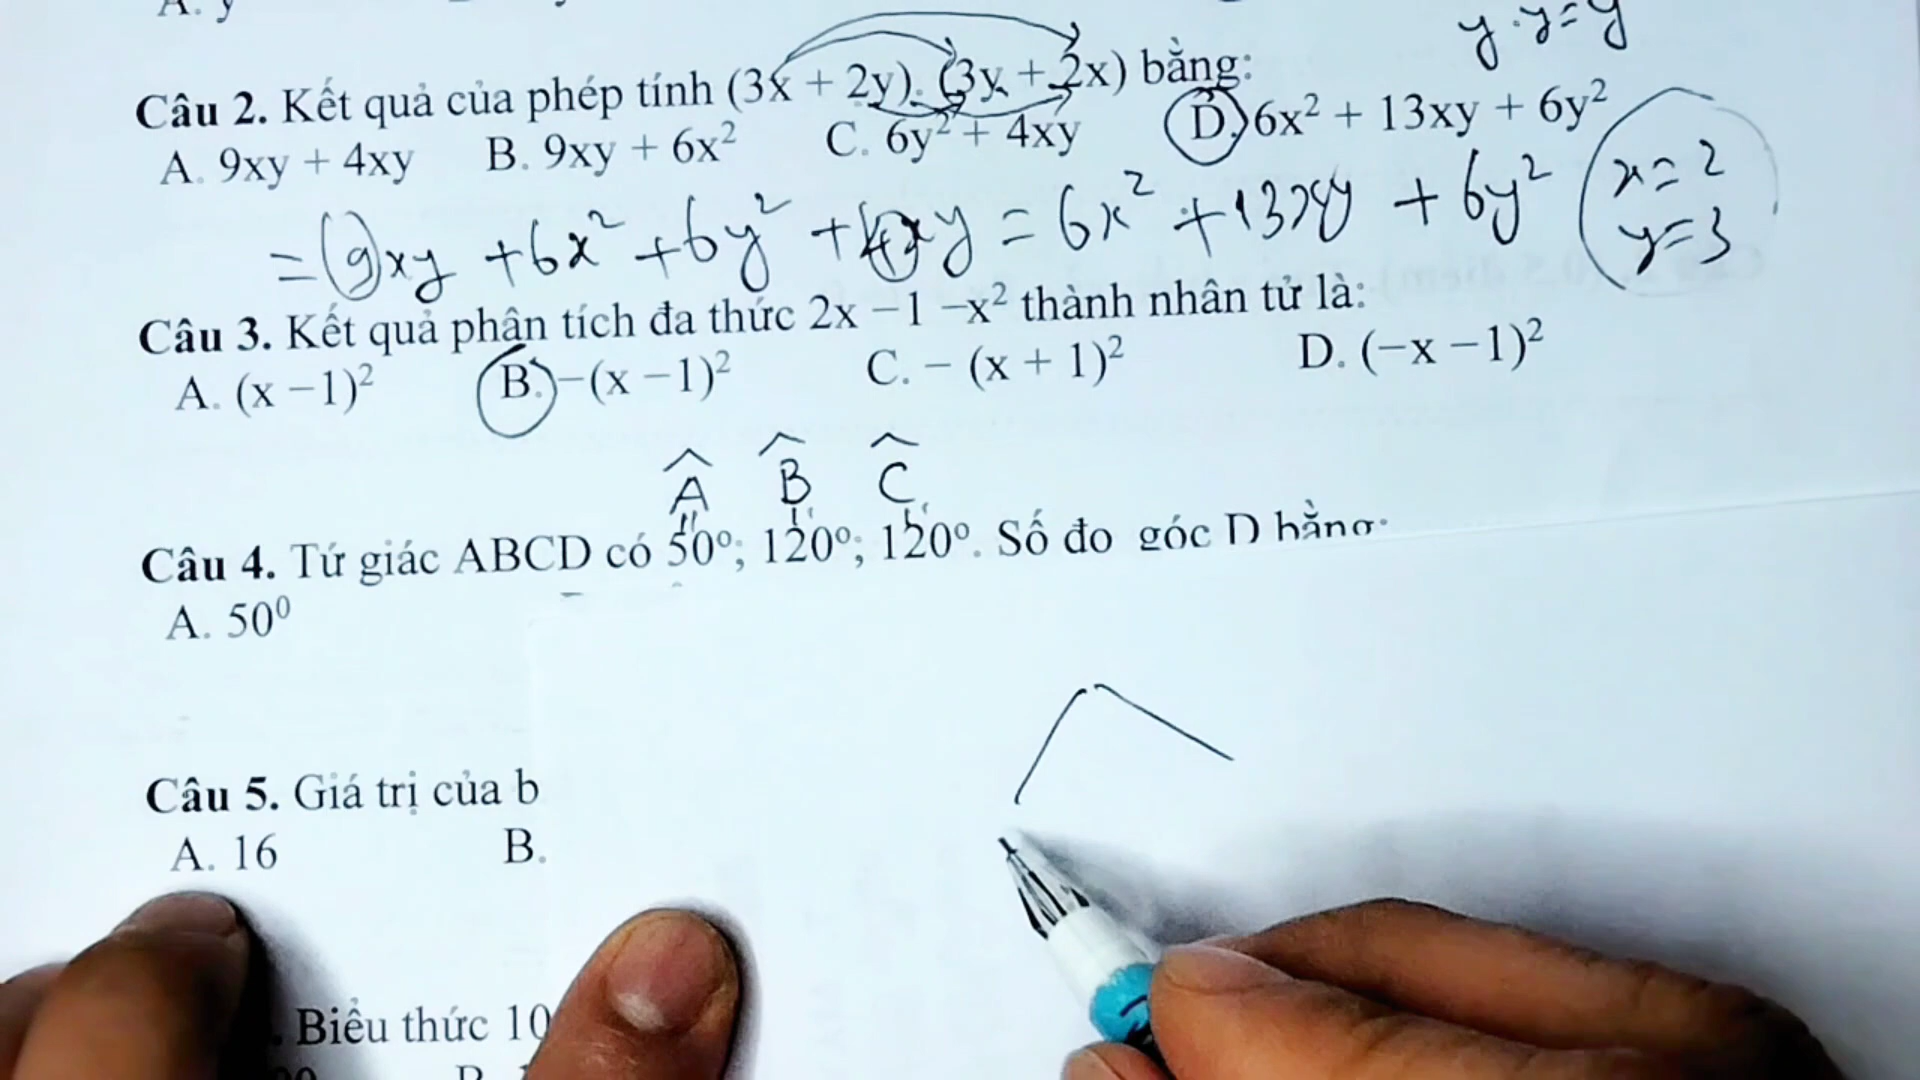 A. y
y . y = y
Câu 2. Kết quả của phép tính (3x + 2y). (3y + 2x) bằng:
A. 9xy + 4xy B. 9xy + 6x² C. 6y² + 4xy D. 6x² + 13xy + 6y²
= 9xy + 6x² + 6y² + 4xy = 6x² + 13xy + 6y²
x = 2
y = 3
Câu 3. Kết quả phân tích đa thức 2x – 1 – x² thành nhân tử là:
A. (x – 1)² B. –(x – 1)² C. – (x + 1)² D. (–x – 1)²
A B C
Câu 4. Tứ giác ABCD có 50º; 120º; 120º. Số đo góc D bằng:
A. 50⁰
Câu 5. Giá trị của b
A. 16 B.
. Biểu thức 10